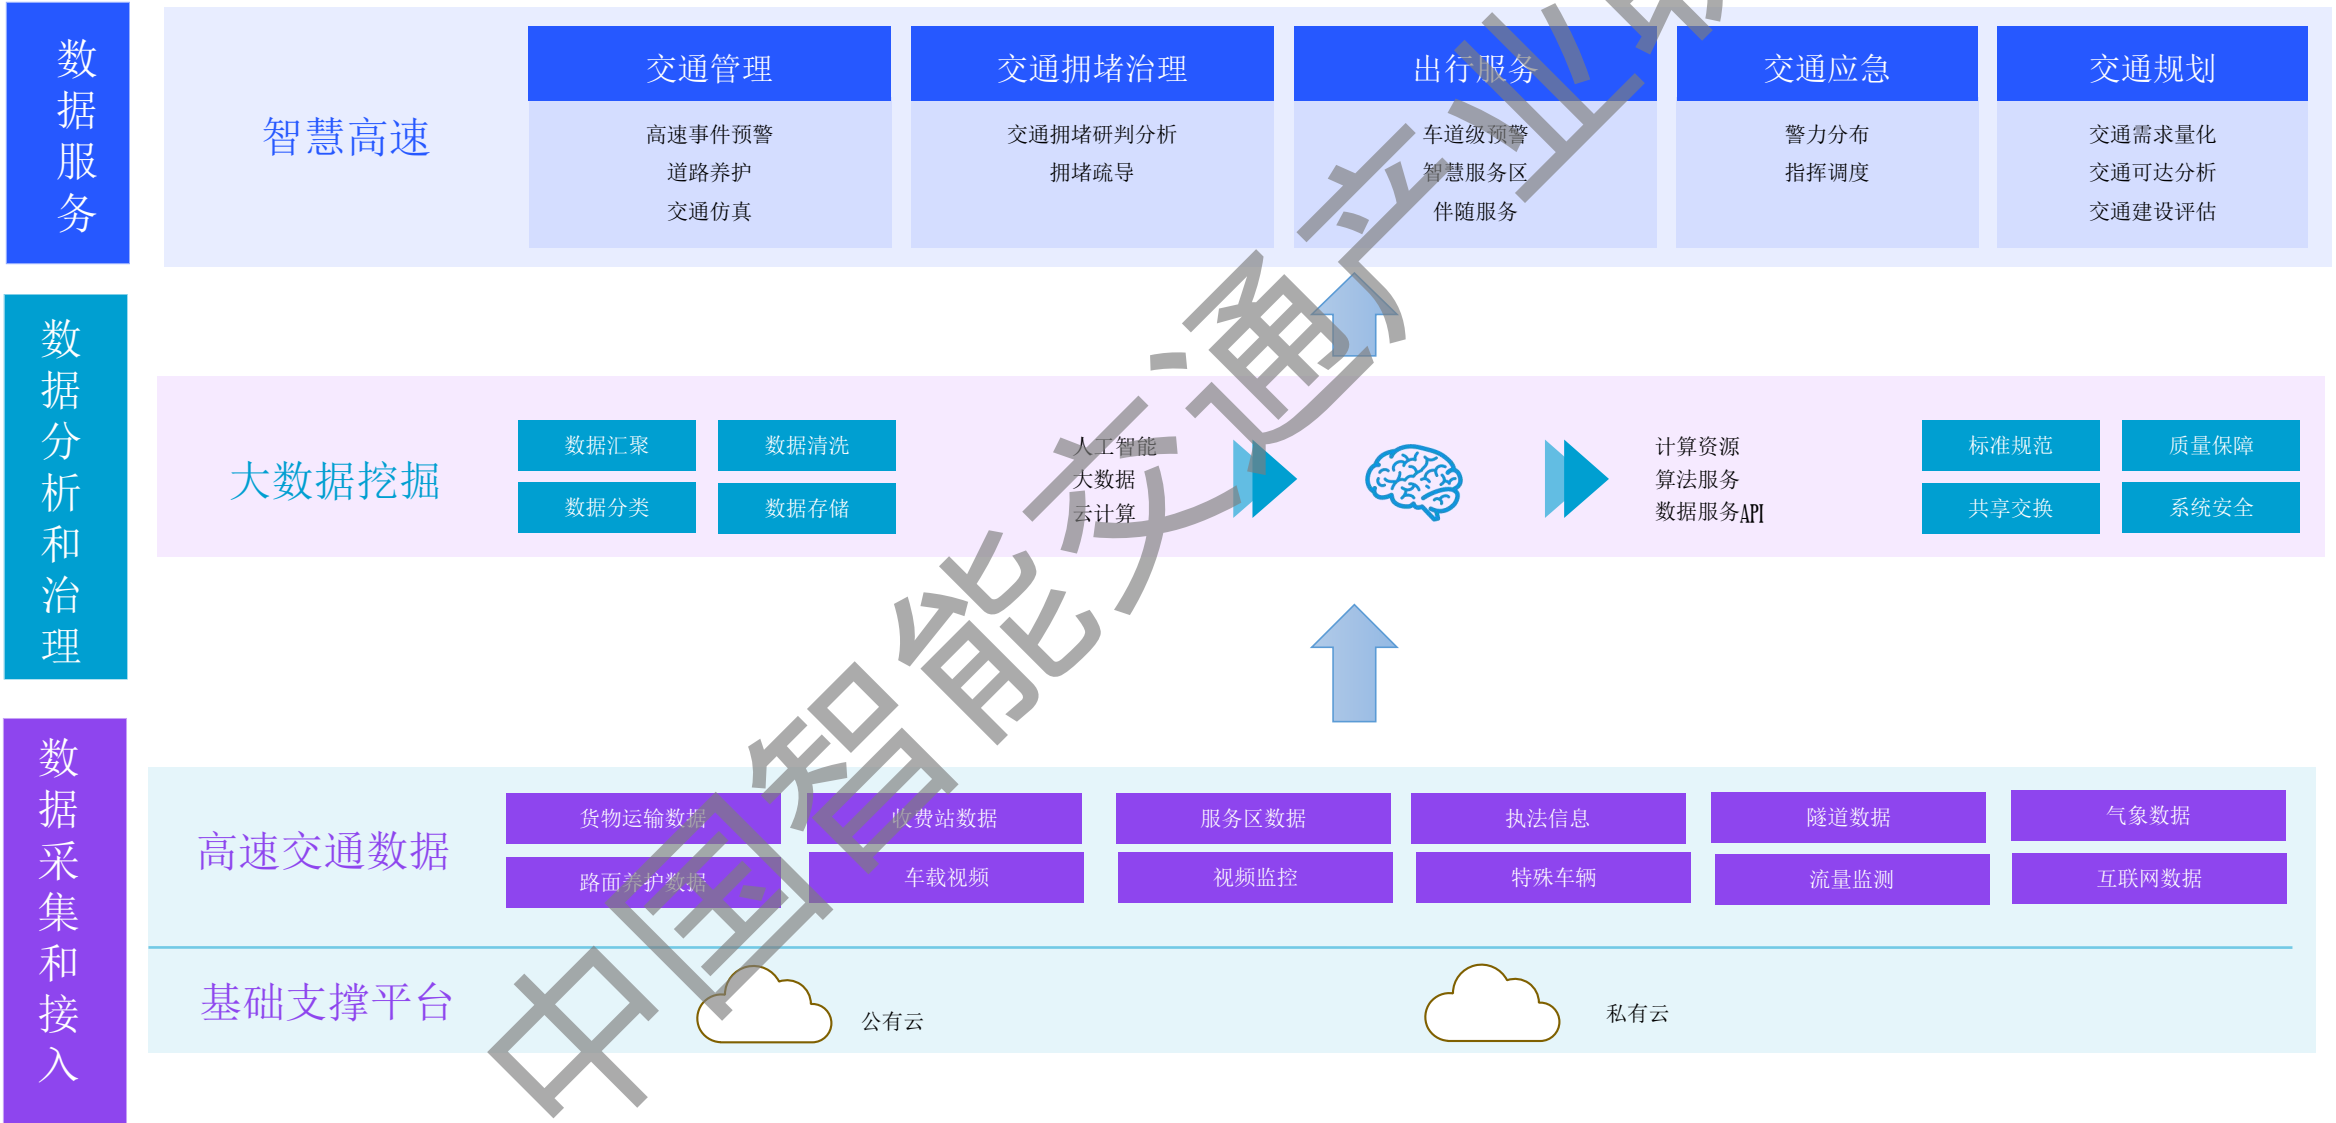 数据服务
智慧高速
交通管理
高速事件预警
道路养护
交通仿真
交通拥堵治理
交通拥堵研判分析
拥堵疏导
出行服务
车道级预警
智慧服务区
伴随服务
交通应急
警力分布
指挥调度
交通规划
交通需求量化
交通可达分析
交通建设评估
数据分析和治理
大数据挖掘
数据汇聚
数据清洗
数据分类
数据存储
人工智能
大数据
云计算
计算资源
算法服务
数据服务API
标准规范
质量保障
共享交换
系统安全
数据采集和接入
高速交通数据
货物运输数据
收费站数据
服务区数据
执法信息
隧道数据
气象数据
路面养护数据
车载视频
视频监控
特殊车辆
流量监测
互联网数据
基础支撑平台
公有云
私有云
中国智能交通产业联